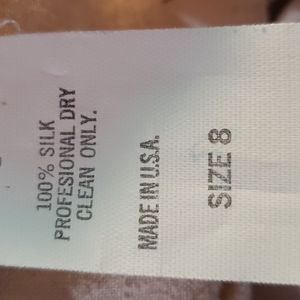 100% SILK
PROFESIONAL DRY
CLEAN ONLY.
MADE IN U.S.A.
SIZE 8